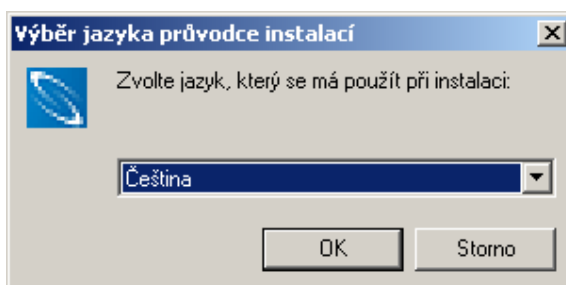 Výběr jazyka průvodce instalací
Zvolte jazyk, který se má použít při instalaci:
Čeština
OK
Storno